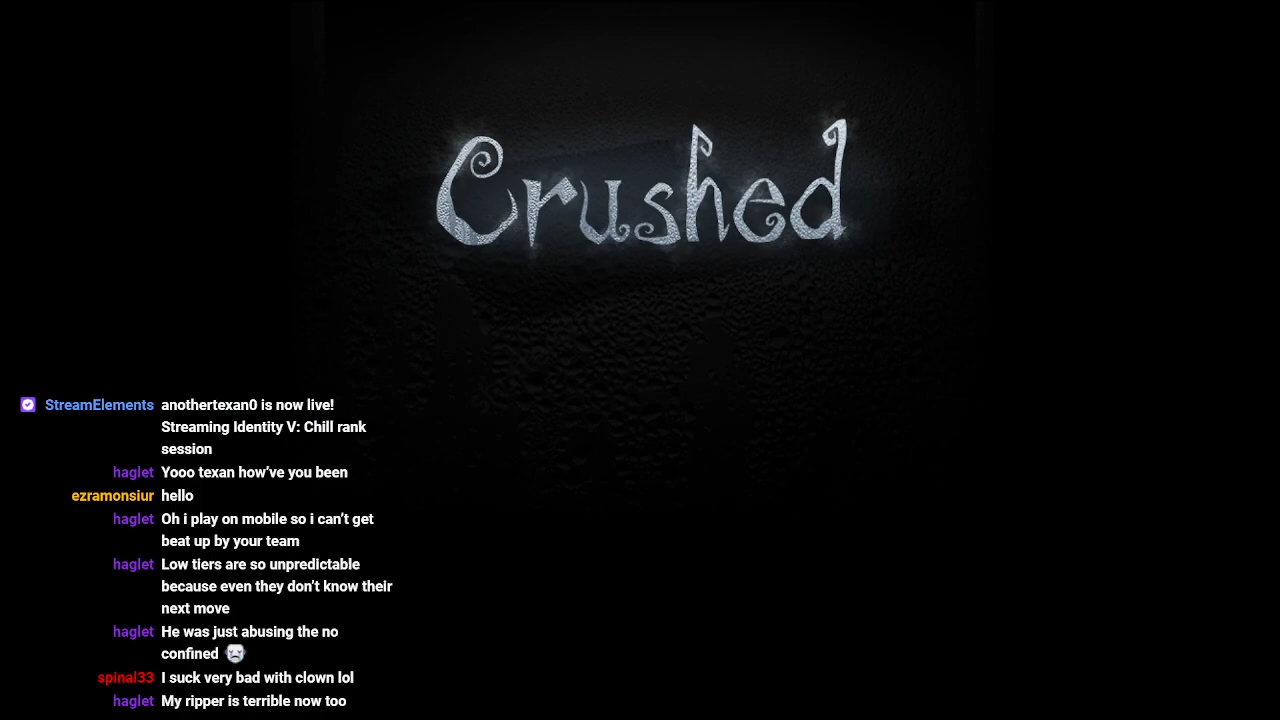 Crushed
StreamElements anothertexan0 is now live!
Streaming Identity V: Chill rank
session
haglet Yooo texan how’ve you been
ezramonsiur hello
haglet Oh i play on mobile so i can’t get
beat up by your team
haglet Low tiers are so unpredictable
because even they don’t know their
next move
haglet He was just abusing the no
confined
spinal33 I suck very bad with clown lol
haglet My ripper is terrible now too